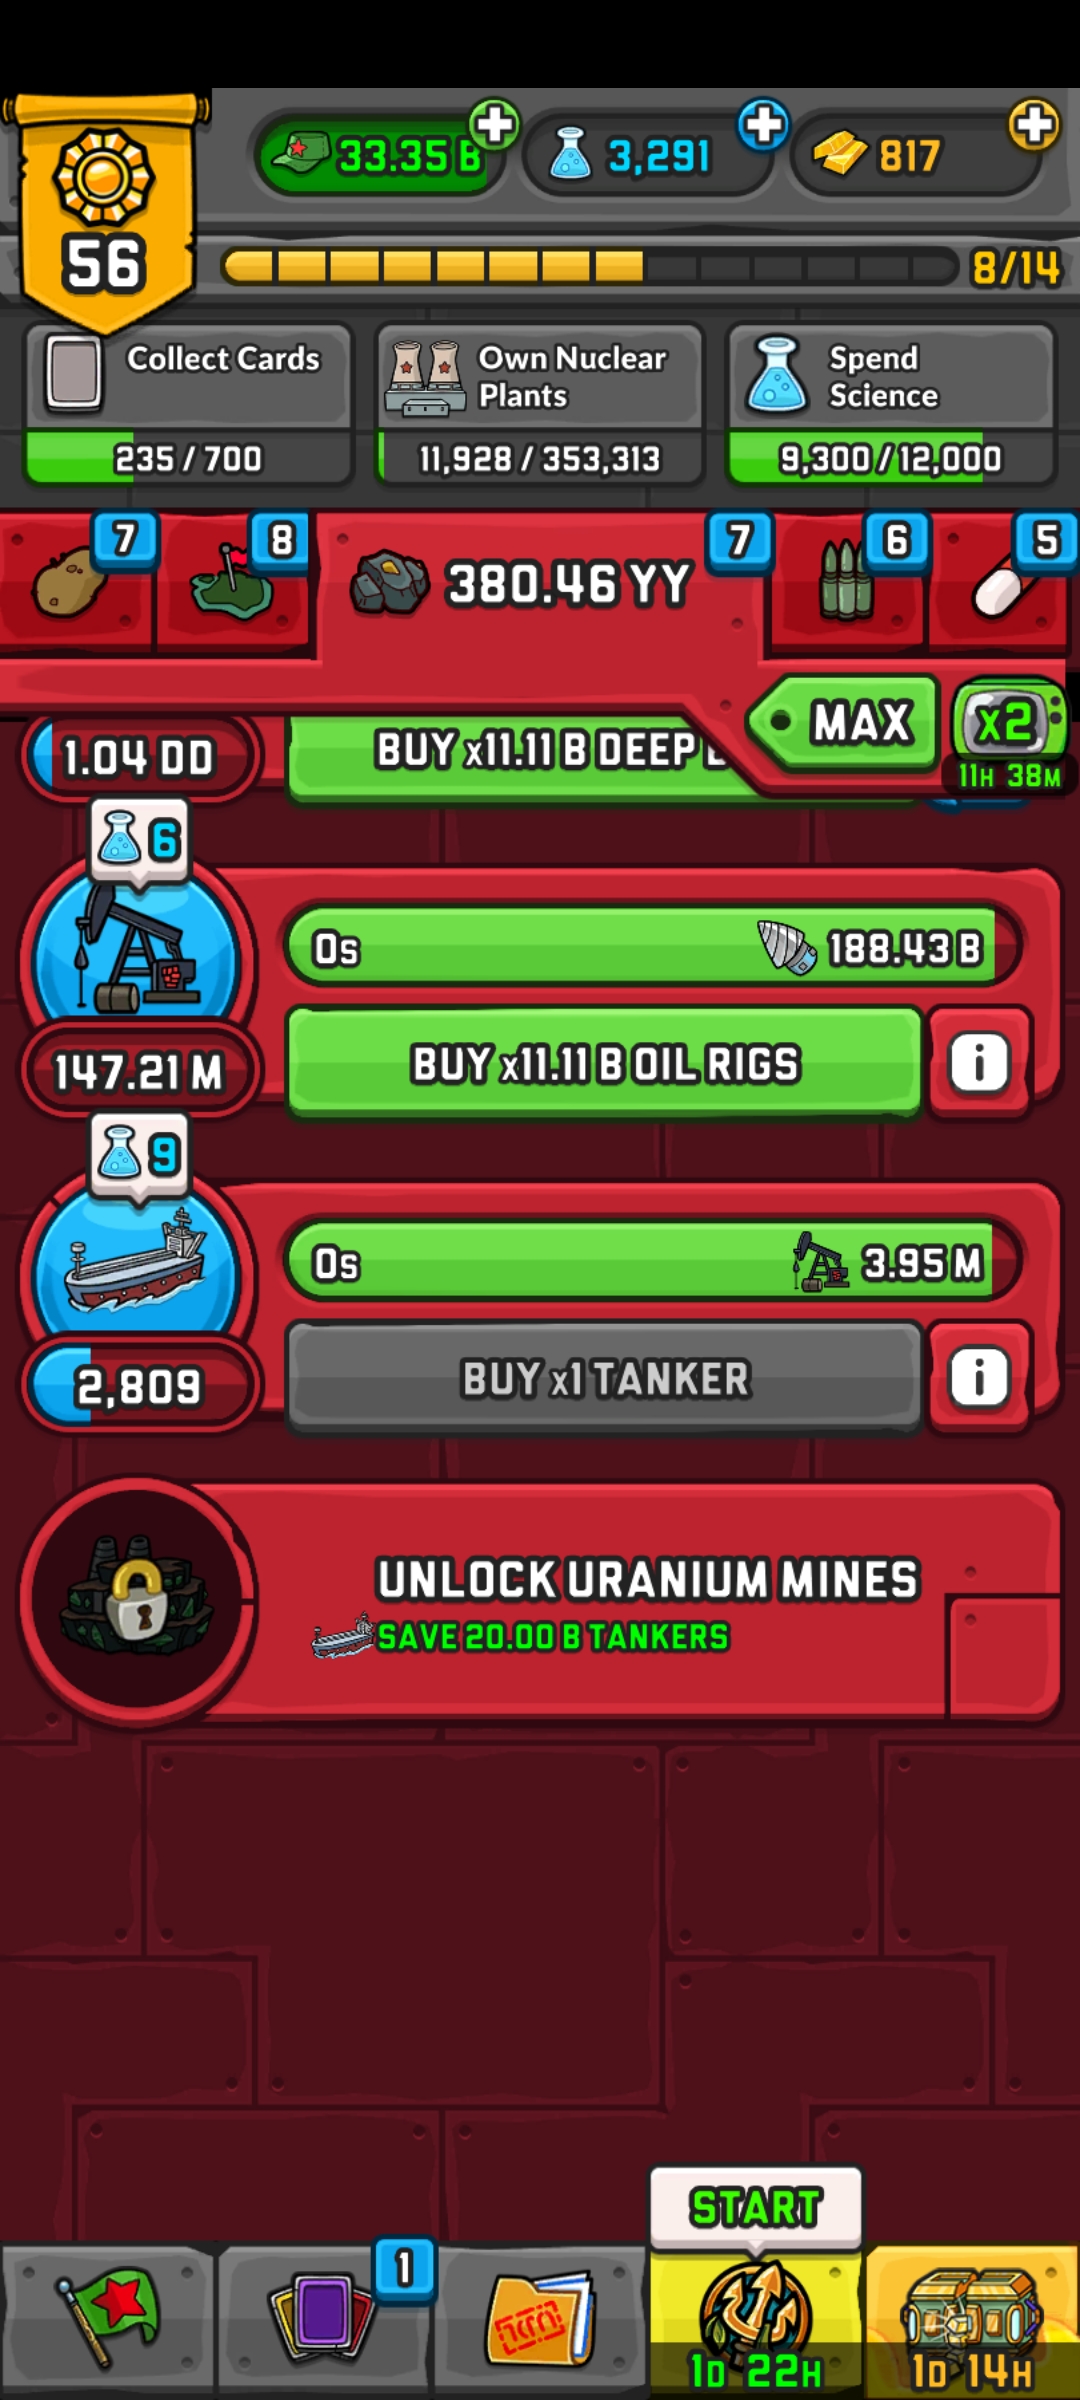 33.35 B
3,291
817
56
8/14
Collect Cards
235 / 700
Own Nuclear
Plants
11,928 / 353,313
Spend
Science
9,300 / 12,000
7
8
380.46 YY
7
6
5
MAX
x2
11H 38M
1.04 DD
BUY x11.11 B DEEP
6
0s
188.43 B
147.21 M
BUY x11.11 B OIL RIGS
i
9
0s
3.95 M
2,809
BUY x1 TANKER
i
UNLOCK URANIUM MINES
SAVE 20.00 B TANKERS
START
1
1D 22H
1D 14H